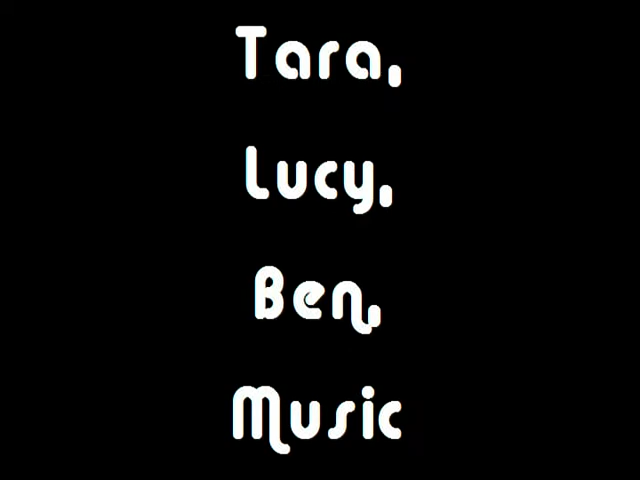 Tara,
Lucy,
Ben,
Music